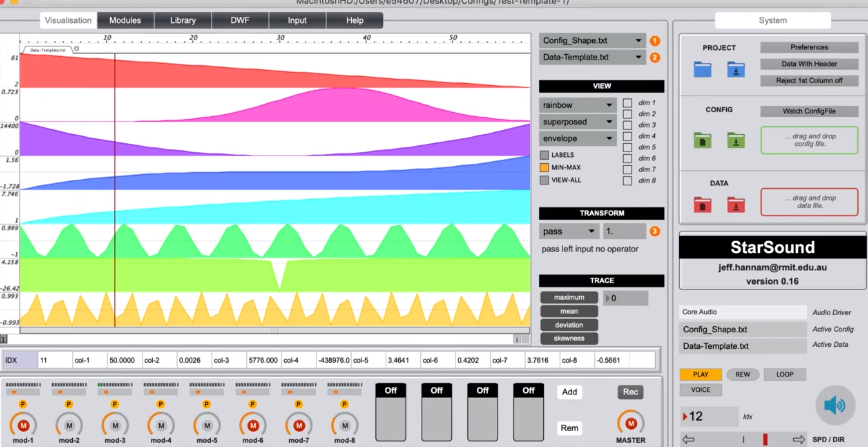 MacintoshHD:/Users/e54607/Desktop/Configs/Test-Template-1/
Visualisation Modules Library DWF Input Help System
10 20 30 40 50
Data-Template.txt
61
2
0.723
0
14400
0
1.56
-1.728
7.746
1
0.999
-1
4.158
-26.42
0.993
-0.993
Config_Shape.txt 1
Data-Template.txt 2
VIEW
rainbow
superposed
envelope
dim 1
dim 2
dim 3
dim 4
dim 5
dim 6
dim 7
dim 8
LABELS
MIN-MAX
VIEW-ALL
TRANSFORM
pass 1. 3
pass left input no operator
TRACE
maximum 0
mean
deviation
skewness
PROJECT
Preferences
Data With Header
Reject 1st Column off
CONFIG
Watch ConfigFile
... drag and drop
config file.
DATA
... drag and drop
data file.
StarSound
jeff.hannam@rmit.edu.au
version 0.16
Core Audio Audio Driver
Config_Shape.txt Active Config
Data-Template.txt Active Data
PLAY REW LOOP
VOICE
12 Idx
SPD / DIR
IDX 11 col-1 50.0000 col-2 0.0026 col-3 5776.000 col-4 -438976.0 col-5 3.4641 col-6 0.4202 col-7 3.7616 col-8 -0.5661
P P P P P P P P
M M M M M M M M
mod-1 mod-2 mod-3 mod-4 mod-5 mod-6 mod-7 mod-8
Off Off Off Off
Add Rec
Rem M
MASTER